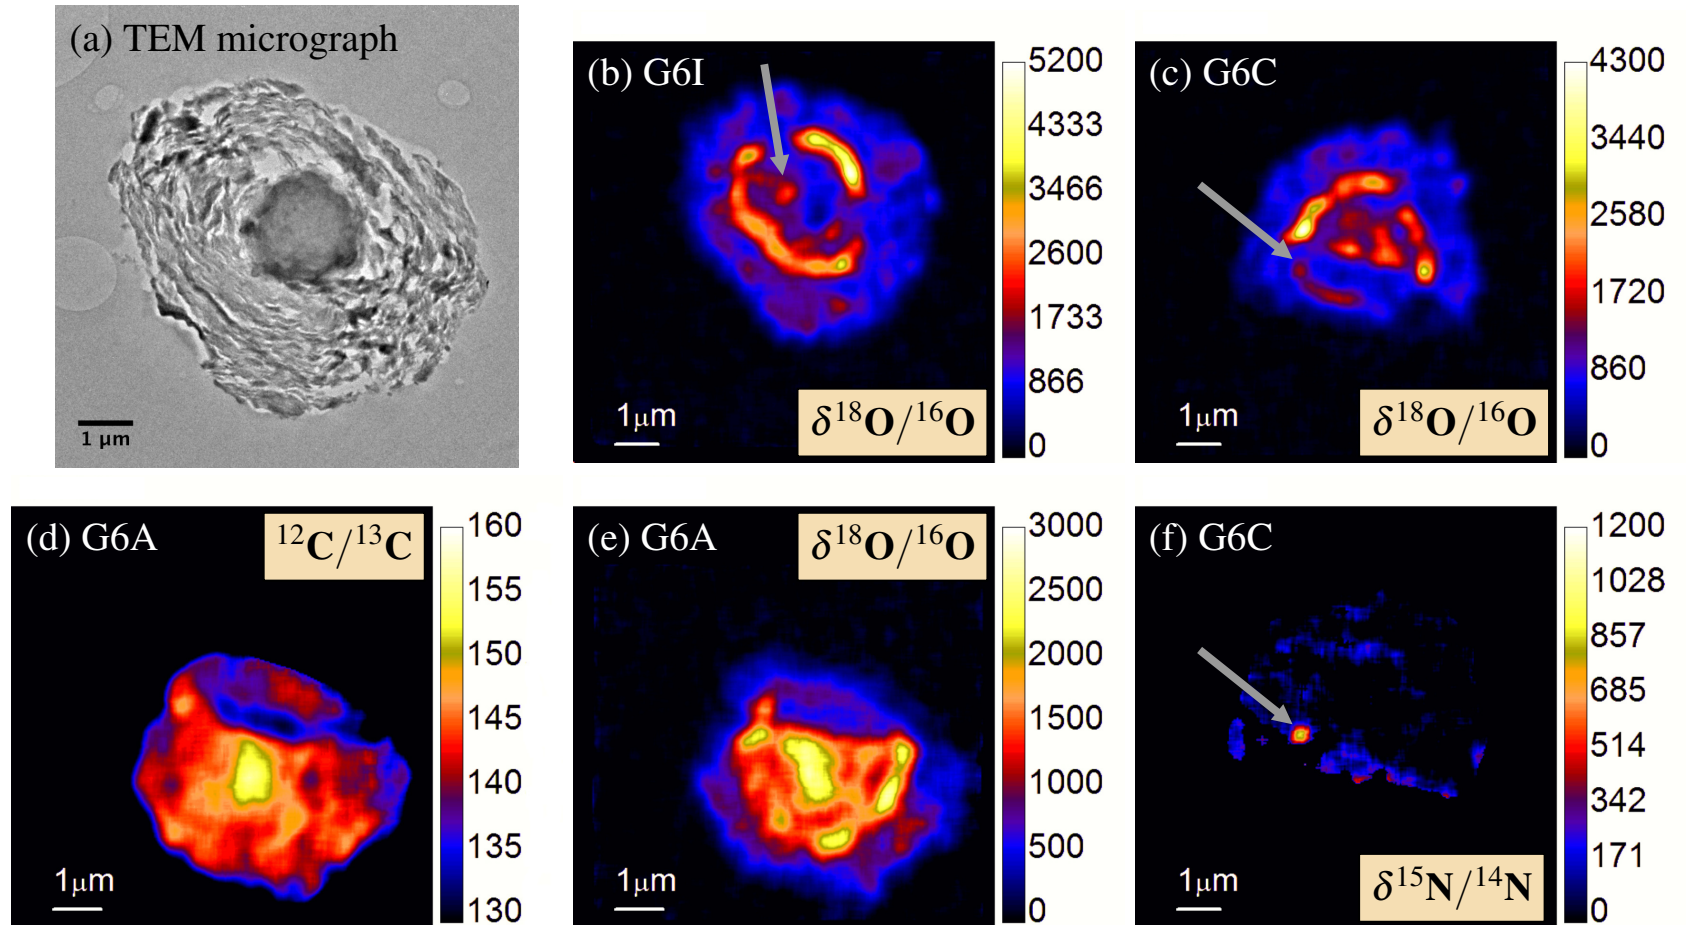 (a) TEM micrograph
1 μm
(b) G6I
5200
4333
3466
2600
1733
866
0
1μm
δ¹⁸O/¹⁶O
(c) G6C
4300
3440
2580
1720
860
0
1μm
δ¹⁸O/¹⁶O
(d) G6A
¹²C/¹³C
160
155
150
145
140
135
130
1μm
(e) G6A
δ¹⁸O/¹⁶O
3000
2500
2000
1500
1000
500
0
1μm
(f) G6C
1200
1028
857
685
514
342
171
0
1μm
δ¹⁵N/¹⁴N